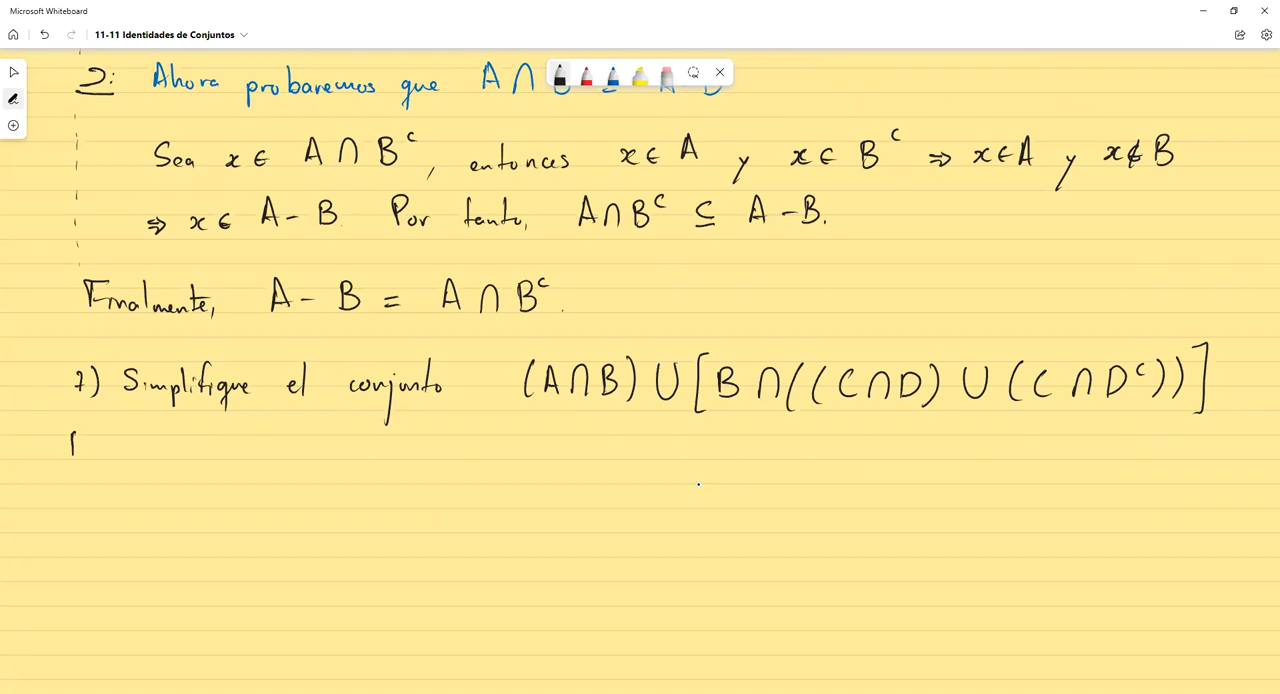 Microsoft Whiteboard
11-11 Identidades de Conjuntos
2: Ahora probaremos que A ∩
Sea x ∈ A ∩ Bᶜ, entonces x ∈ A y x ∈ Bᶜ ⇒ x ∈ A y x ∉ B
⇒ x ∈ A - B. Por tanto, A ∩ Bᶜ ⊆ A - B.
Finalmente, A - B = A ∩ Bᶜ.
7) Simplifique el conjunto (A ∩ B) ∪ [B ∩ ((C ∩ D) ∪ (C ∩ Dᶜ))]